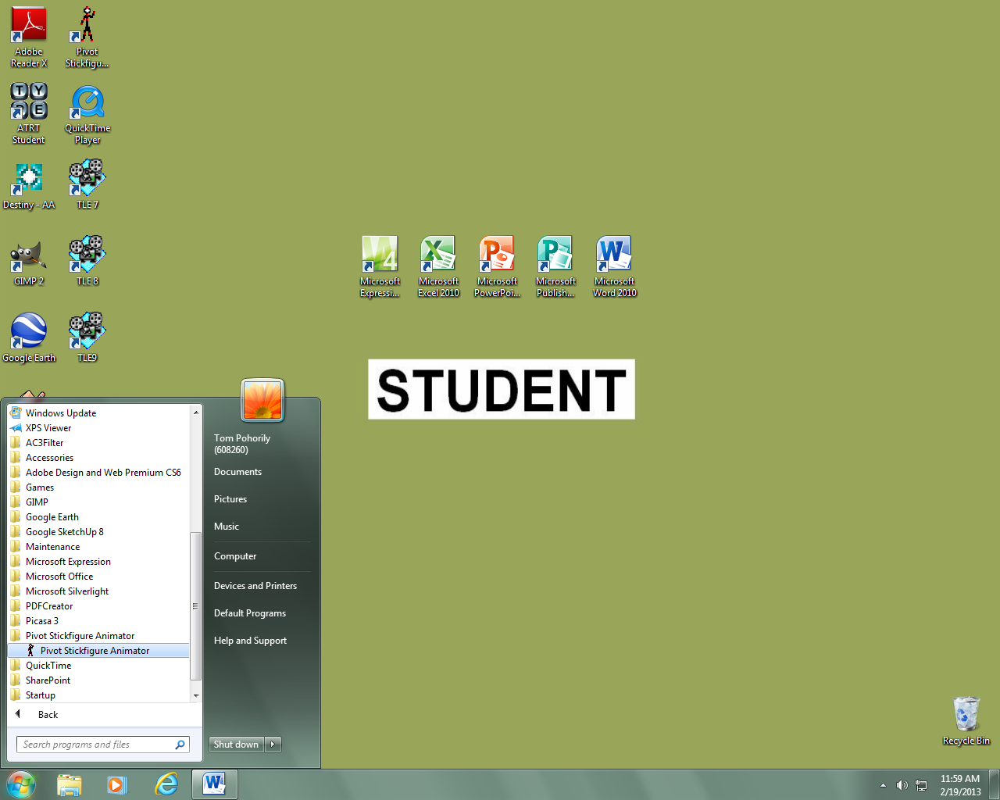 Adobe
Reader X
Pivot
Stickfigu...
T Y
P E
ATRT
Student
QuickTime
Player
Destiny - AA
TLE 7
GIMP 2
TLE 8
Google Earth
TLE9
4
Microsoft
Expressi...
Microsoft
Excel 2010
Microsoft
PowerPoi...
Microsoft
Publish...
Microsoft
Word 2010
STUDENT
Windows Update
XPS Viewer
AC3Filter
Accessories
Adobe Design and Web Premium CS6
Games
GIMP
Google Earth
Google SketchUp 8
Maintenance
Microsoft Expression
Microsoft Office
Microsoft Silverlight
PDFCreator
Picasa 3
Pivot Stickfigure Animator
Pivot Stickfigure Animator
QuickTime
SharePoint
Startup
Back
Search programs and files
Tom Pohorily
(608260)
Documents
Pictures
Music
Computer
Devices and Printers
Default Programs
Help and Support
Shut down
Recycle Bin
11:59 AM
2/19/2013